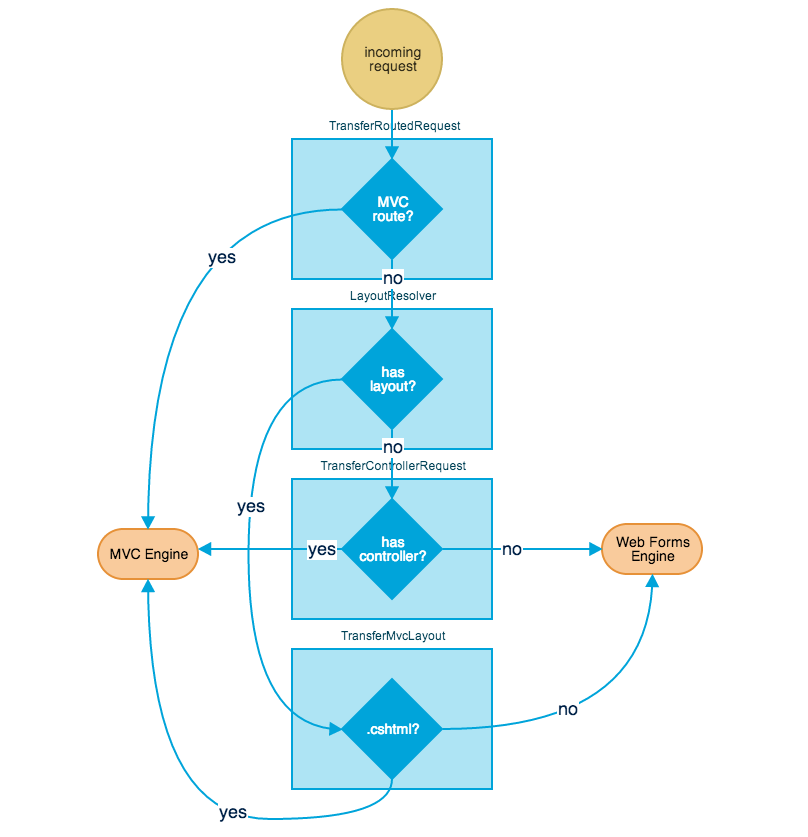 incoming
request
TransferRoutedRequest
MVC
route?
yes
no
LayoutResolver
has
layout?
no
TransferControllerRequest
yes
has
controller?
yes
no
MVC Engine
Web Forms
Engine
TransferMvcLayout
.cshtml?
no
yes